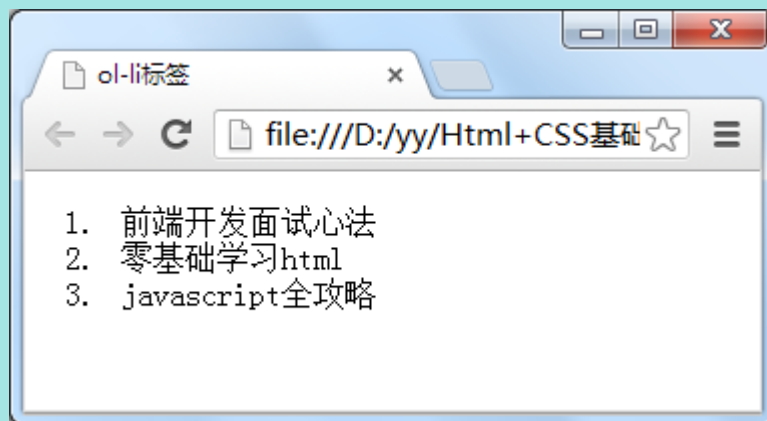 ol-li标签
file:///D:/yy/Html+CSS基础
1. 前端开发面试心法
2. 零基础学习html
3. javascript全攻略